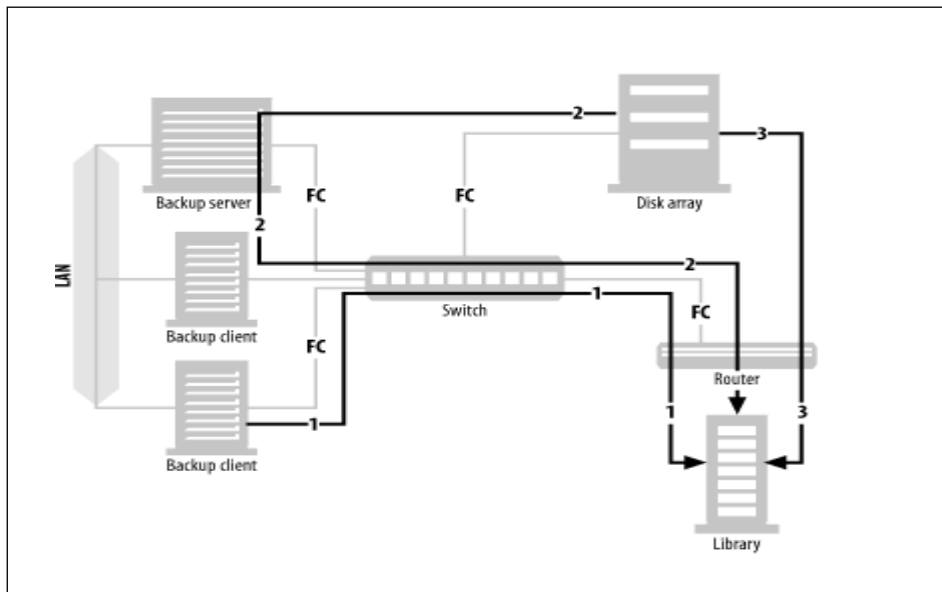 2
3
Backup server
FC
FC
Disk array
2
LAN
2
1
Switch
FC
Backup client
FC
Router
1
3
1
Backup client
Library